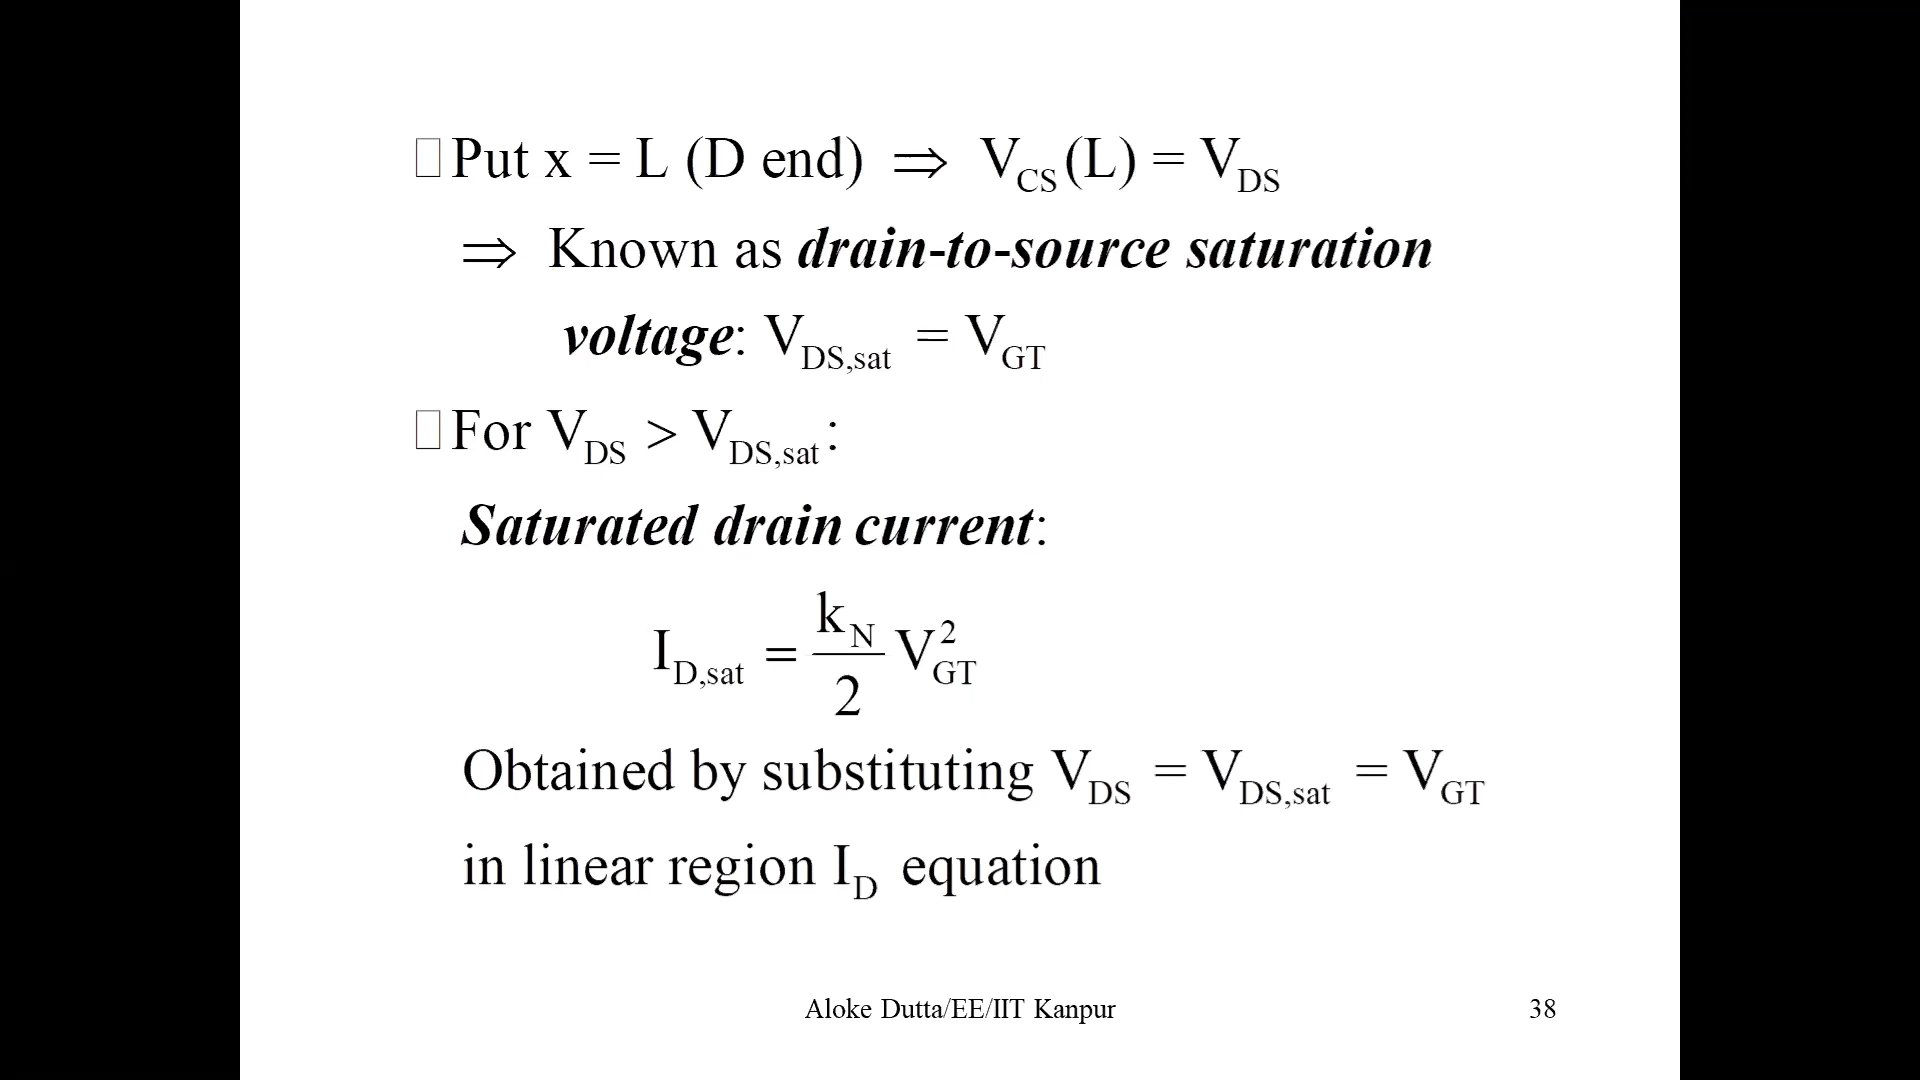 Put x = L (D end) ⇒ V_CS(L) = V_DS
⇒ Known as drain-to-source saturation
voltage: V_DS,sat = V_GT
For V_DS > V_DS,sat:
Saturated drain current:
I_D,sat = k_N/2 V_GT^2
Obtained by substituting V_DS = V_DS,sat = V_GT
in linear region I_D equation
Aloke Dutta/EE/IIT Kanpur 38